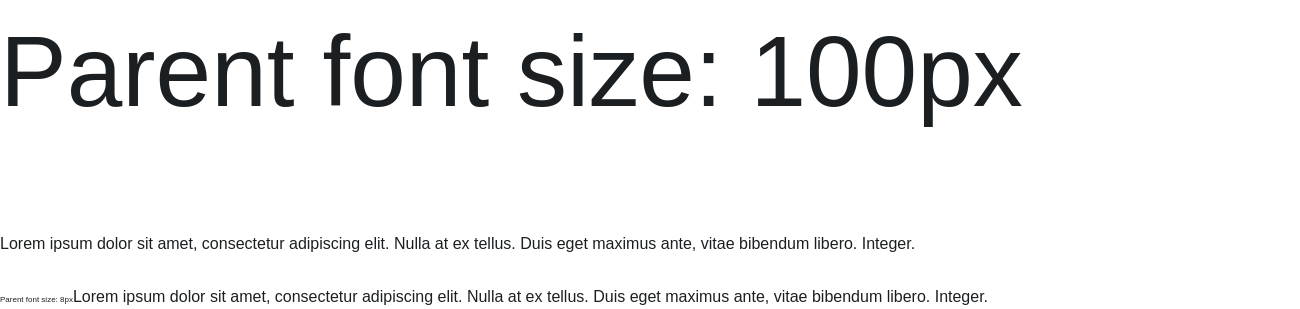 Parent font size: 100px
Lorem ipsum dolor sit amet, consectetur adipiscing elit. Nulla at ex tellus. Duis eget maximus ante, vitae bibendum libero. Integer.
Parent font size: 8pxLorem ipsum dolor sit amet, consectetur adipiscing elit. Nulla at ex tellus. Duis eget maximus ante, vitae bibendum libero. Integer.